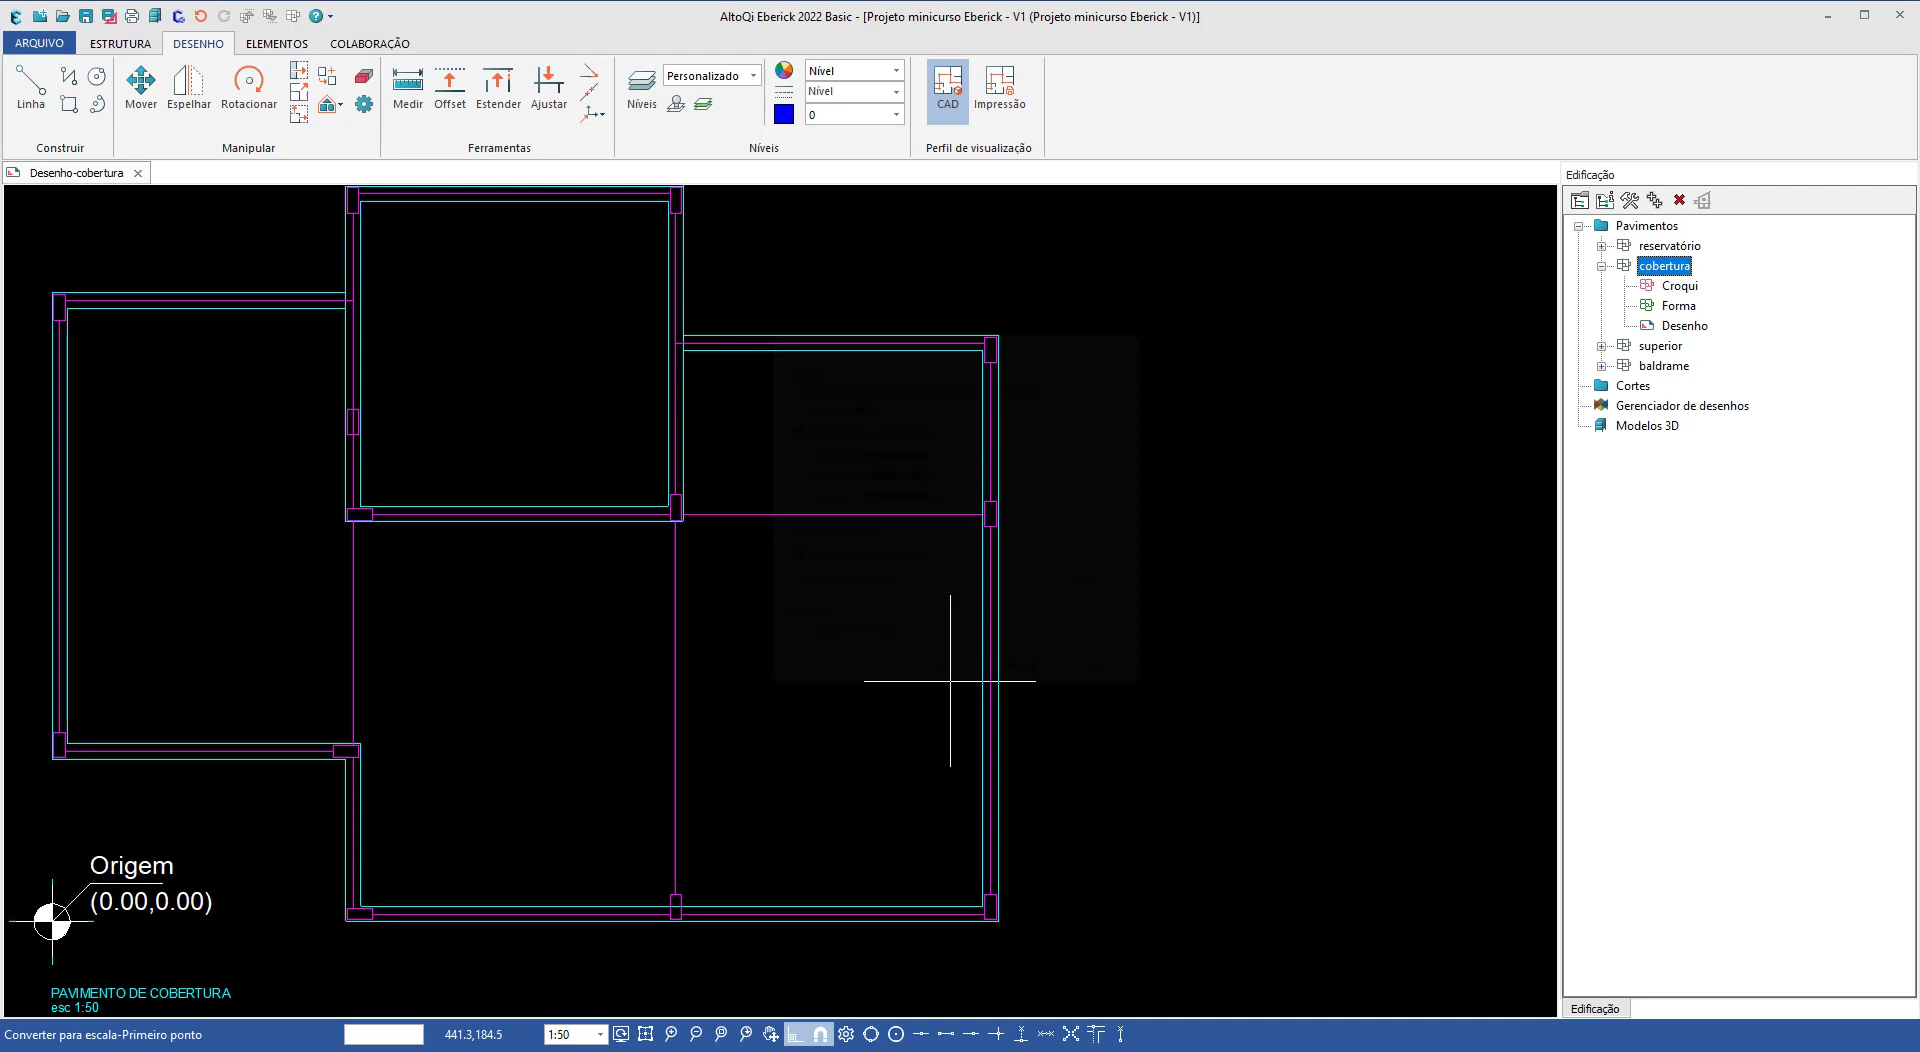 AltoQi Eberick 2022 Basic - [Projeto minicurso Eberick - V1 (Projeto minicurso Eberick - V1)]
ARQUIVO
ESTRUTURA
DESENHO
ELEMENTOS
COLABORAÇÃO
Linha
Mover
Espelhar
Rotacionar
Medir
Offset
Estender
Ajustar
Níveis
Personalizado
Nível
Nível
0
CAD
Impressão
Construir
Manipular
Ferramentas
Níveis
Perfil de visualização
Desenho-cobertura
Edificação
Pavimentos
reservatório
cobertura
Croqui
Forma
Desenho
superior
baldrame
Cortes
Gerenciador de desenhos
Modelos 3D
Origem
(0.00,0.00)
PAVIMENTO DE COBERTURA
esc 1:50
Edificação
Converter para escala-Primeiro ponto
441.3,184.5
1:50